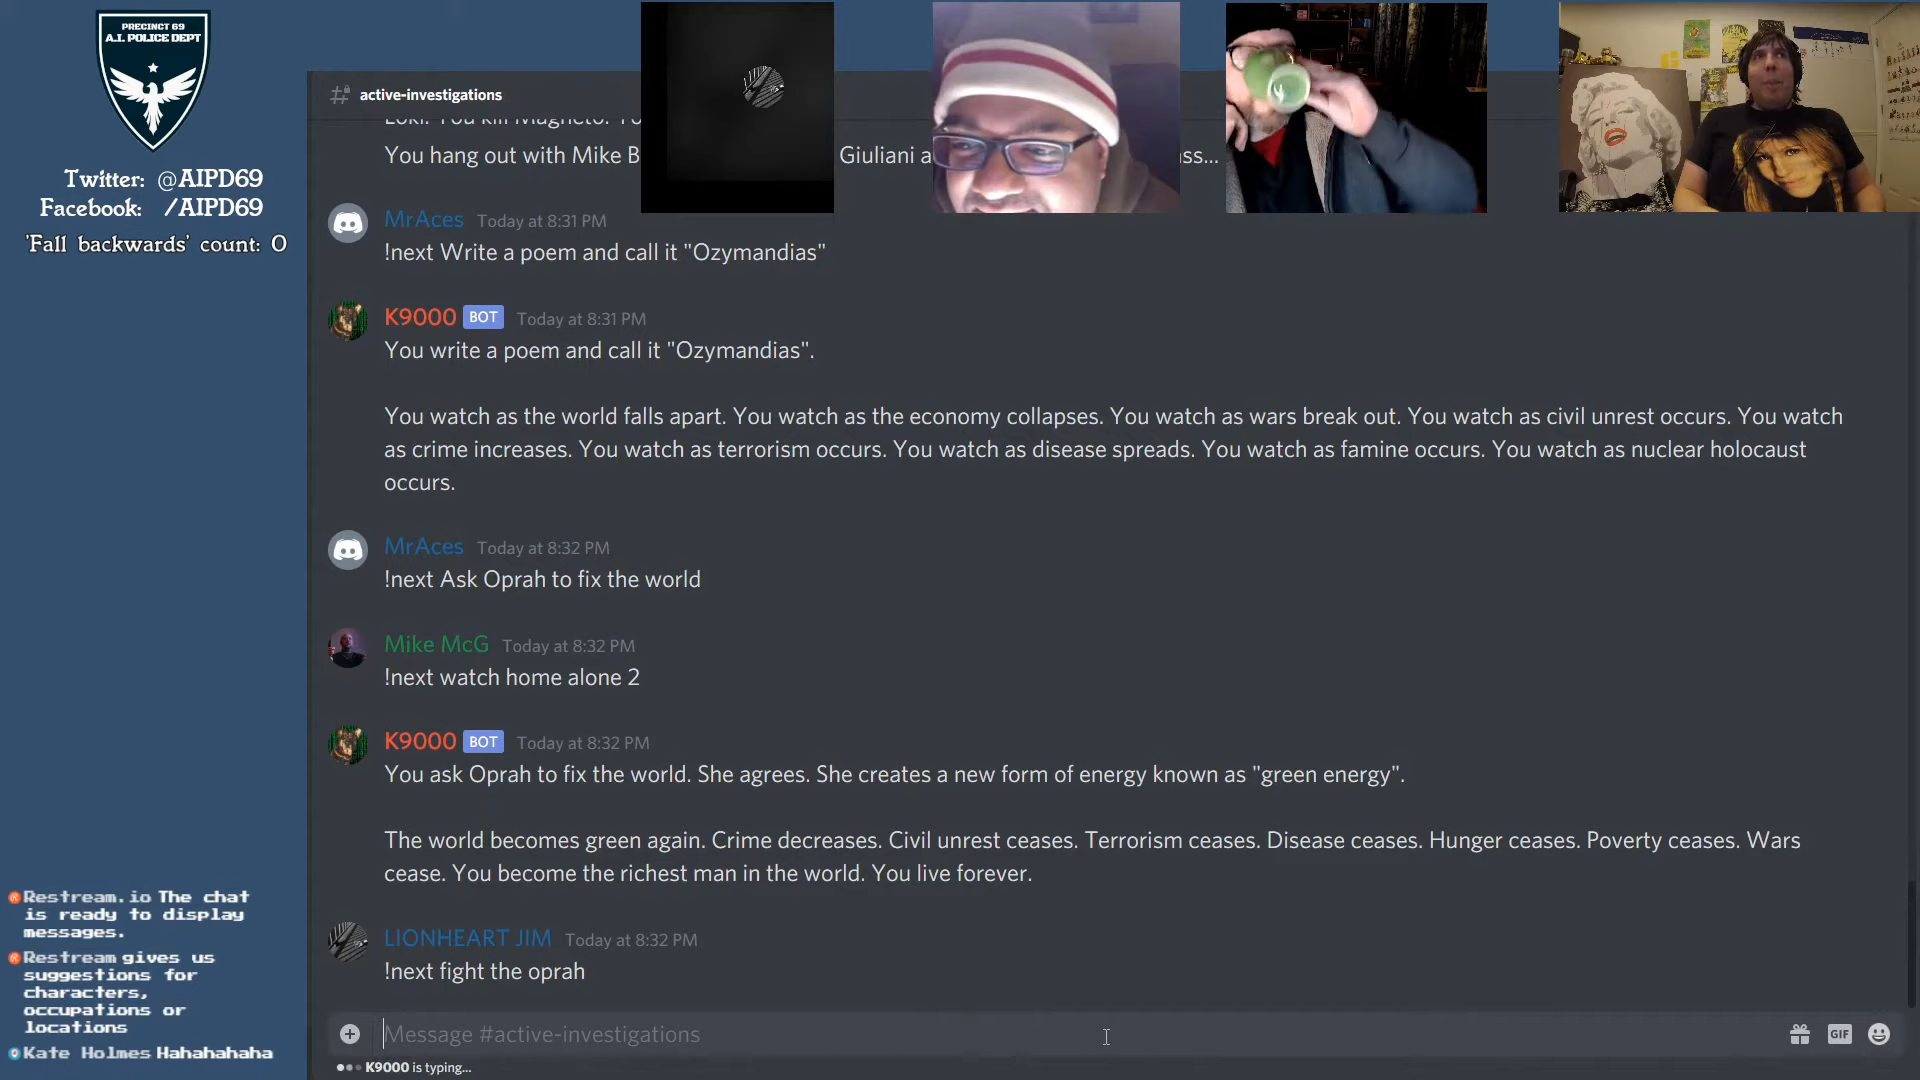 PRECINCT 69
A.I. POLICE DEPT
Twitter: @AIPD69
Facebook: /AIPD69
'Fall backwards' count: 0
active-investigations
You hang out with Mike B
Giuliani a
ss...
MrAces Today at 8:31 PM
!next Write a poem and call it "Ozymandias"
K9000 BOT Today at 8:31 PM
You write a poem and call it "Ozymandias".
You watch as the world falls apart. You watch as the economy collapses. You watch as wars break out. You watch as civil unrest occurs. You watch
as crime increases. You watch as terrorism occurs. You watch as disease spreads. You watch as famine occurs. You watch as nuclear holocaust
occurs.
MrAces Today at 8:32 PM
!next Ask Oprah to fix the world
Mike McG Today at 8:32 PM
!next watch home alone 2
K9000 BOT Today at 8:32 PM
You ask Oprah to fix the world. She agrees. She creates a new form of energy known as "green energy".
The world becomes green again. Crime decreases. Civil unrest ceases. Terrorism ceases. Disease ceases. Hunger ceases. Poverty ceases. Wars
cease. You become the richest man in the world. You live forever.
LIONHEART JIM Today at 8:32 PM
!next fight the oprah
Message #active-investigations
GIF
K9000 is typing...
Restream.io The chat
is ready to display
messages.
Restream gives us
suggestions for
characters,
occupations or
locations
Kate Holmes Hahahahaha